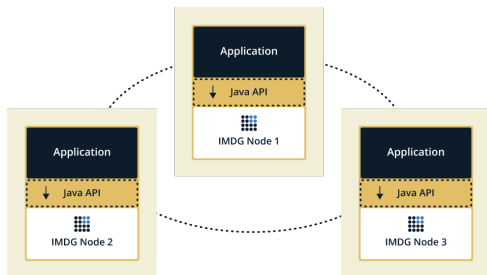 Application
Java API
IMDG Node 1
Application
Java API
IMDG Node 2
Application
Java API
IMDG Node 3